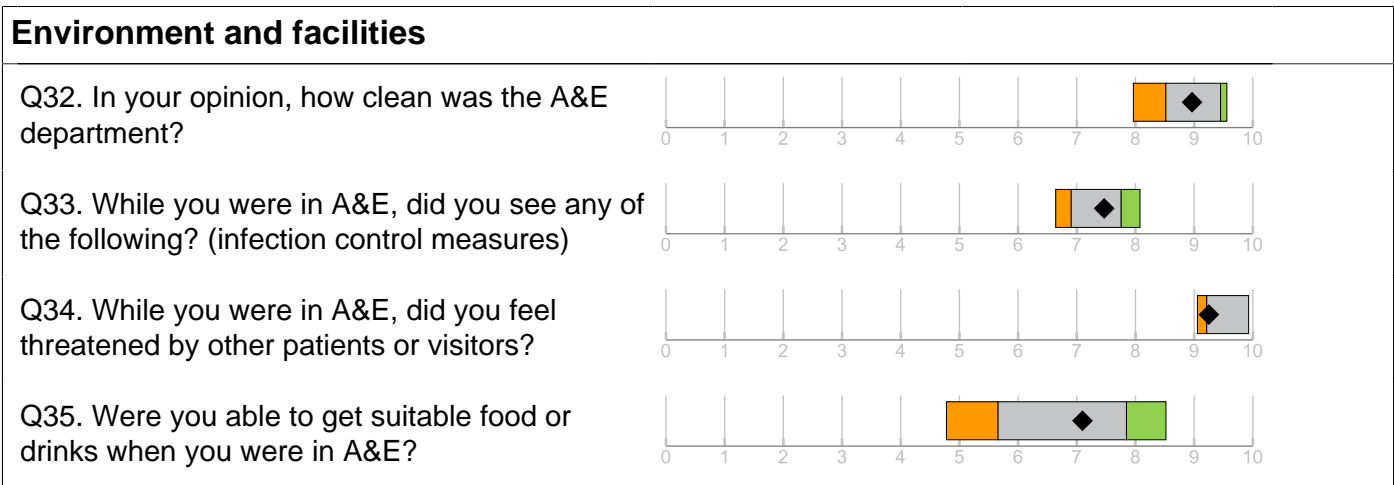 Environment and facilities
Q32. In your opinion, how clean was the A&E
department?
0 1 2 3 4 5 6 7 8 9 10
Q33. While you were in A&E, did you see any of
the following? (infection control measures)
0 1 2 3 4 5 6 7 8 9 10
Q34. While you were in A&E, did you feel
threatened by other patients or visitors?
0 1 2 3 4 5 6 7 8 9 10
Q35. Were you able to get suitable food or
drinks when you were in A&E?
0 1 2 3 4 5 6 7 8 9 10